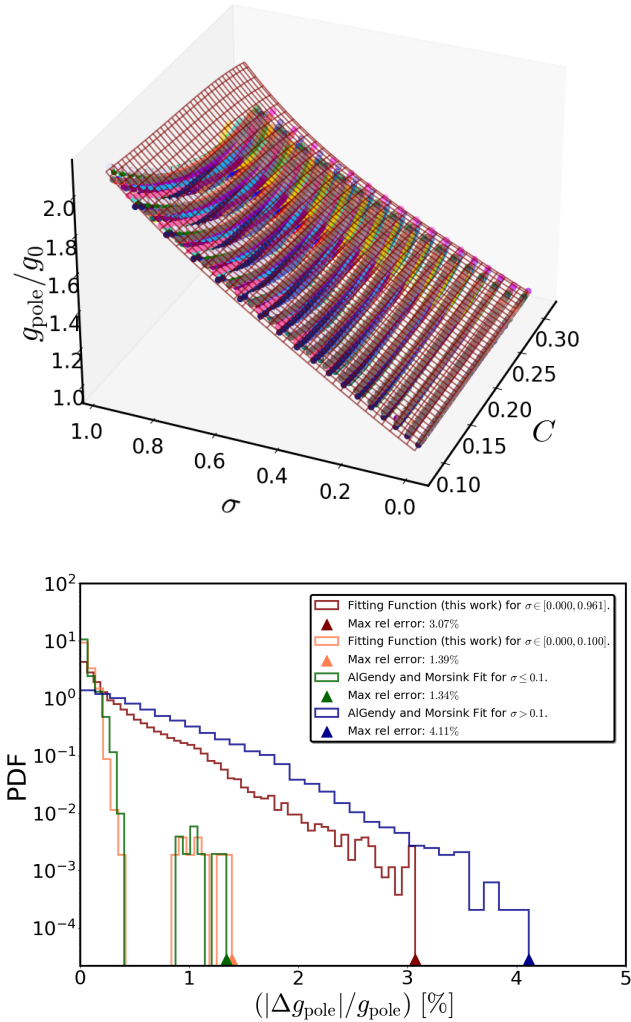 2.0
1.8
1.6
1.4
1.2
1.0
g_pole/g_0
1.0
0.8
0.6
0.4
0.2
0.0
σ
0.30
0.25
0.20
0.15
0.10
C
10^2
10^1
10^0
10^−1
10^−2
10^−3
10^−4
PDF
Fitting Function (this work) for σ ∈ [0.000, 0.961].
Max rel error: 3.07%
Fitting Function (this work) for σ ∈ [0.000, 0.100].
Max rel error: 1.39%
AlGendy and Morsink Fit for σ ≤ 0.1.
Max rel error: 1.34%
AlGendy and Morsink Fit for σ > 0.1.
Max rel error: 4.11%
0 1 2 3 4 5
(|Δg_pole|/g_pole) [%]